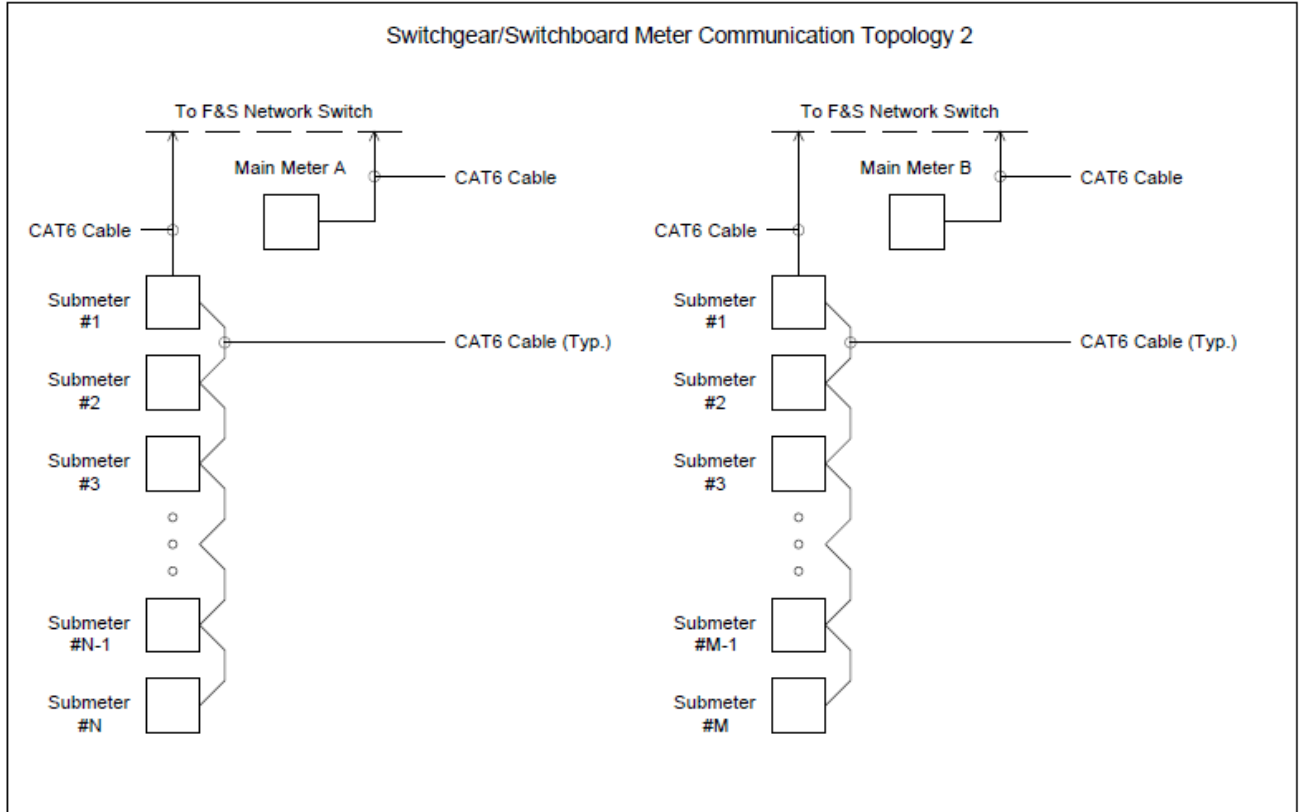 Switchgear/Switchboard Meter Communication Topology 2
To F&S Network Switch
Main Meter A
CAT6 Cable
CAT6 Cable
Submeter
#1
CAT6 Cable (Typ.)
Submeter
#2
Submeter
#3
Submeter
#N-1
Submeter
#N
To F&S Network Switch
Main Meter B
CAT6 Cable
CAT6 Cable
Submeter
#1
CAT6 Cable (Typ.)
Submeter
#2
Submeter
#3
Submeter
#M-1
Submeter
#M